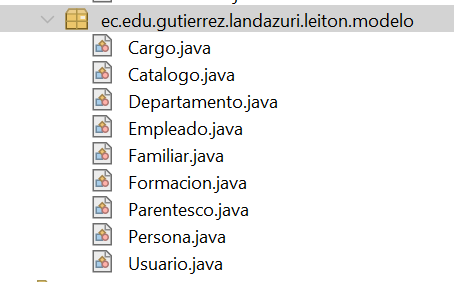 ec.edu.gutierrez.landazuri.leiton.modelo
Cargo.java
Catalogo.java
Departamento.java
Empleado.java
Familiar.java
Formacion.java
Parentesco.java
Persona.java
Usuario.java